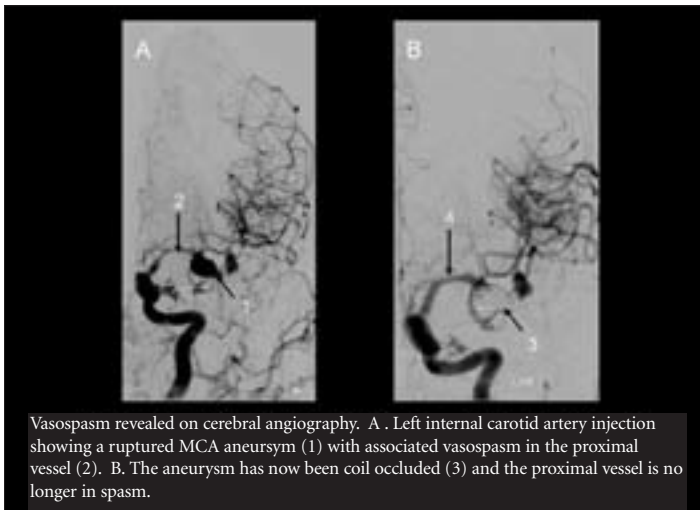 A
B
2
4
1
3
Vasospasm revealed on cerebral angiography. A . Left internal carotid artery injection
showing a ruptured MCA aneursym (1) with associated vasospasm in the proximal
vessel (2). B. The aneurysm has now been coil occluded (3) and the proximal vessel is no
longer in spasm.